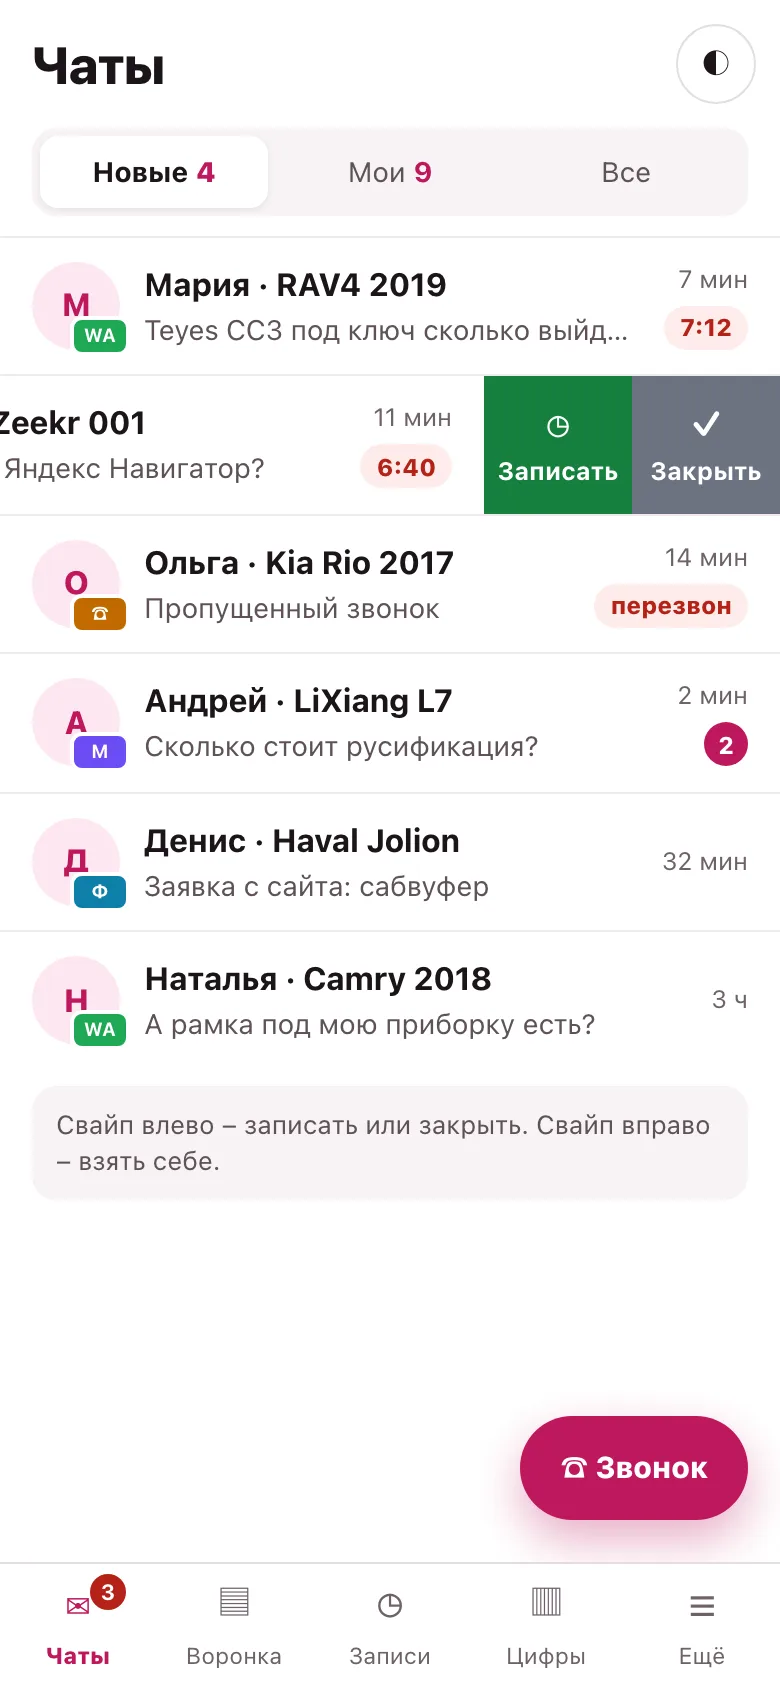 Чаты
Новые 4
Мои 9
Все
М
WA
Мария · RAV4 2019
7 мин
Teyes CC3 под ключ сколько выйд...
7:12
Zeekr 001
11 мин
Яндекс Навигатор?
6:40
Записать
Закрыть
О
Ольга · Kia Rio 2017
14 мин
Пропущенный звонок
перезвон
А
М
Андрей · LiXiang L7
2 мин
Сколько стоит русификация?
2
Д
Ф
Денис · Haval Jolion
32 мин
Заявка с сайта: сабвуфер
Н
WA
Наталья · Camry 2018
3 ч
А рамка под мою приборку есть?
Свайп влево – записать или закрыть. Свайп вправо
– взять себе.
Звонок
3
Чаты
Воронка
Записи
Цифры
Ещё